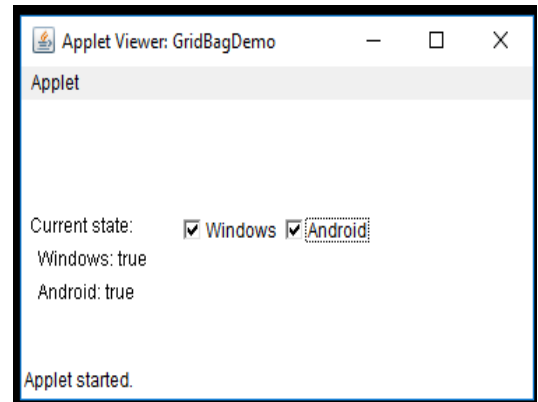 Applet Viewer: GridBagDemo
Applet
Current state:
Windows Android
Windows: true
Android: true
Applet started.